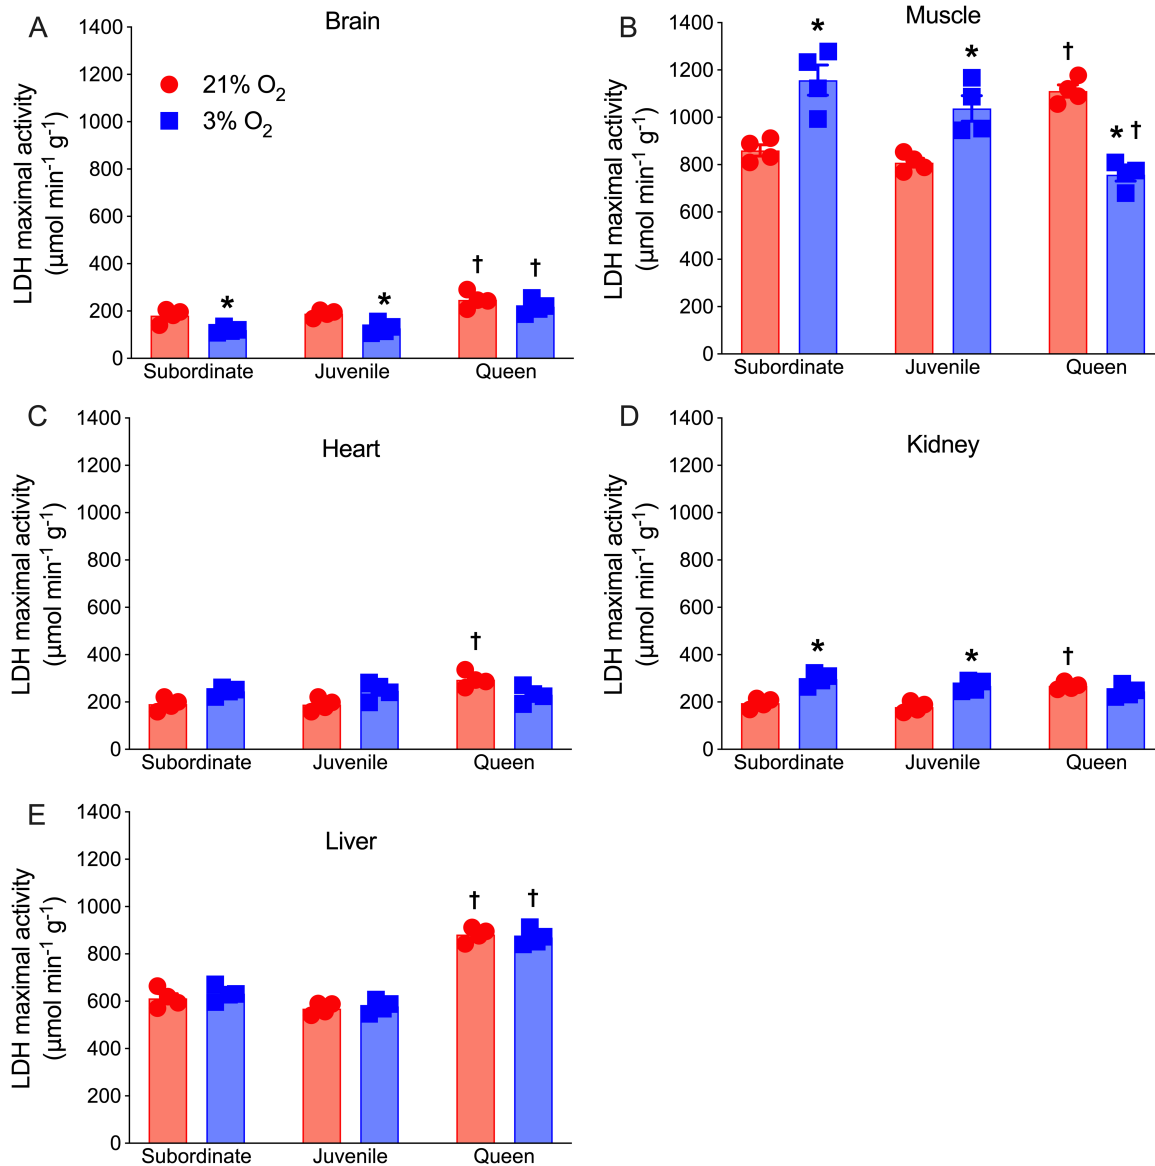 A
Brain
LDH maximal activity
(µmol min-1 g-1)
1400
1200
1000
800
600
400
200
0
21% O2
3% O2
*
*
†
†
Subordinate Juvenile Queen
B
Muscle
LDH maximal activity
(µmol min-1 g-1)
1400
1200
1000
800
600
400
200
0
*
*
†
* †
Subordinate Juvenile Queen
C
Heart
LDH maximal activity
(µmol min-1 g-1)
1400
1200
1000
800
600
400
200
0
†
Subordinate Juvenile Queen
D
Kidney
LDH maximal activity
(µmol min-1 g-1)
1400
1200
1000
800
600
400
200
0
*
*
†
Subordinate Juvenile Queen
E
Liver
LDH maximal activity
(µmol min-1 g-1)
1400
1200
1000
800
600
400
200
0
†
†
Subordinate Juvenile Queen